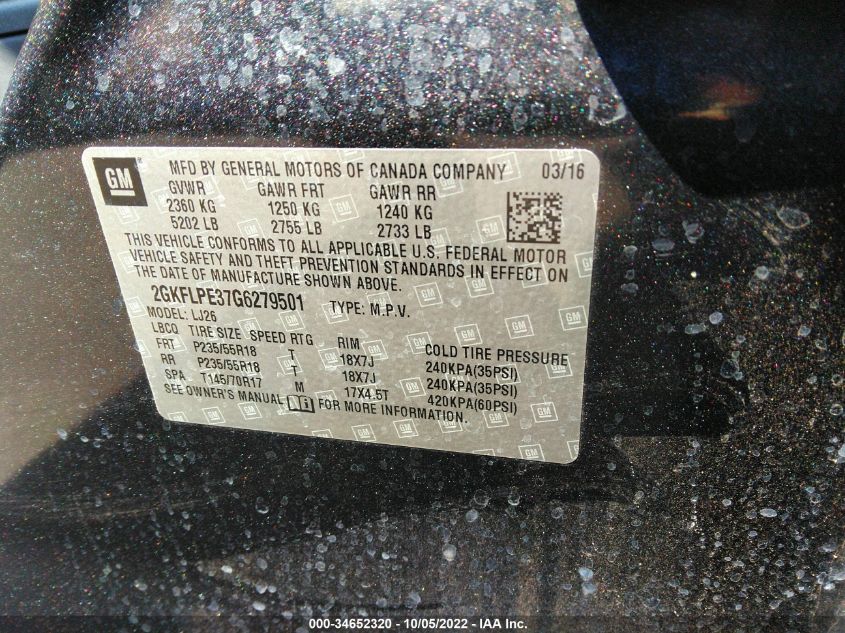 GM
MFD BY GENERAL MOTORS OF CANADA COMPANY 03/16
GVWR GAWR FRT GAWR RR
2360 KG 1250 KG 1240 KG
5202 LB 2755 LB 2733 LB
THIS VEHICLE CONFORMS TO ALL APPLICABLE U.S. FEDERAL MOTOR
VEHICLE SAFETY AND THEFT PREVENTION STANDARDS IN EFFECT ON
THE DATE OF MANUFACTURE SHOWN ABOVE.
2GKFLPE37G6279501 TYPE: M.P.V.
MODEL: LJ26
LBCQ TIRE SIZE SPEED RTG RIM COLD TIRE PRESSURE
FRT P235/55R18 T 18X7J 240KPA(35PSI)
RR P235/55R18 T 18X7J 240KPA(35PSI)
SPA T145/70R17 M 17X4.5T 420KPA(60PSI)
SEE OWNER'S MANUAL i FOR MORE INFORMATION.
000-34652320 - 10/05/2022 - IAA Inc.